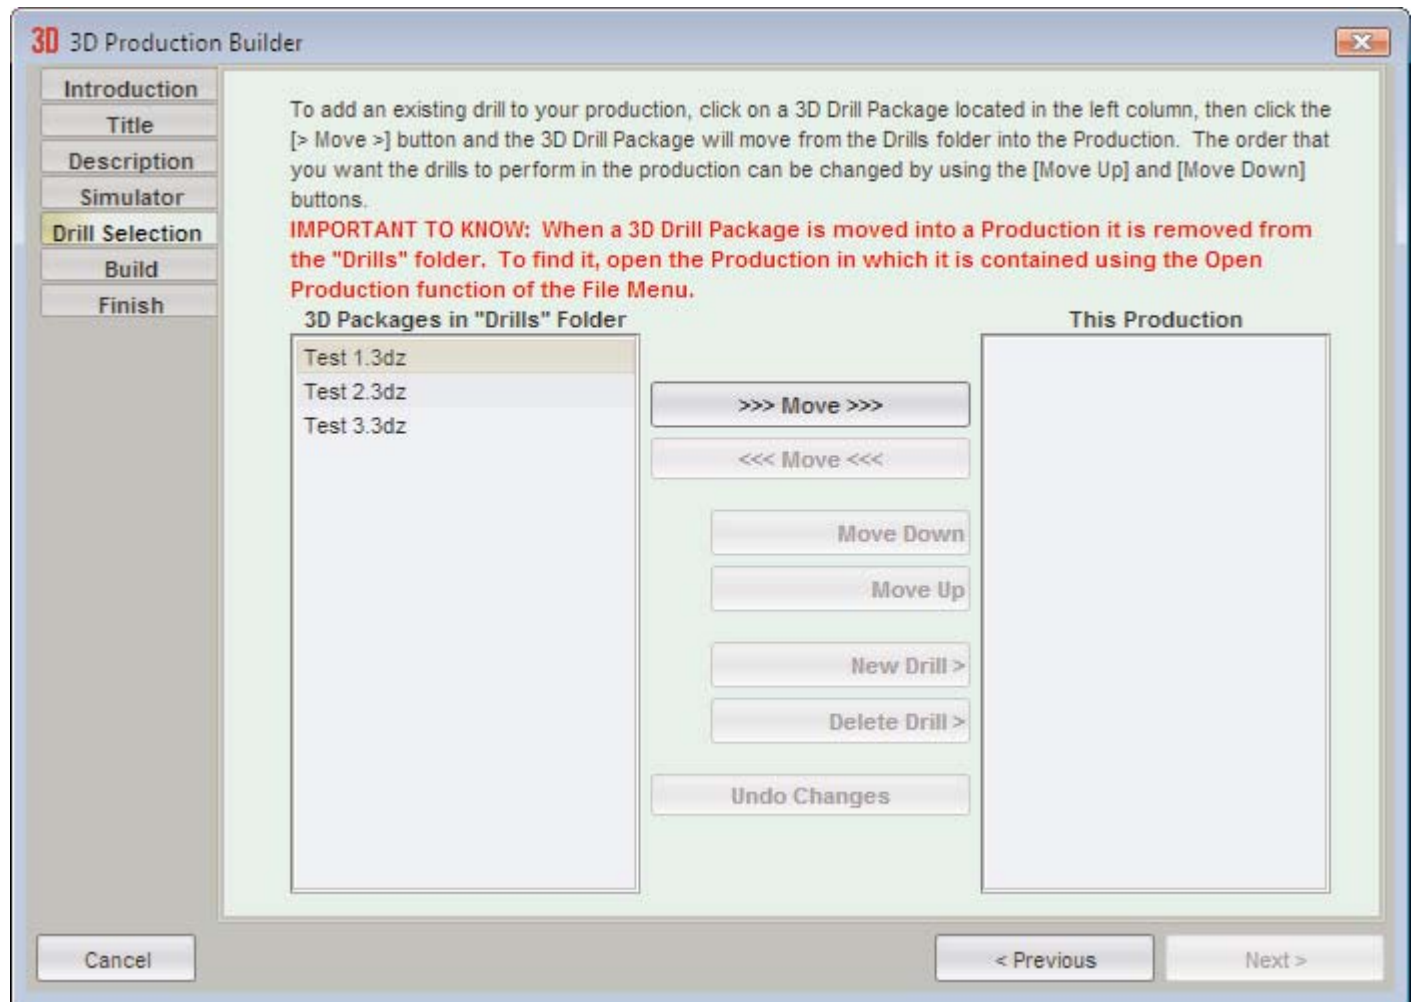 3D 3D Production Builder
Introduction
Title
Description
Simulator
Drill Selection
Build
Finish
To add an existing drill to your production, click on a 3D Drill Package located in the left column, then click the
[> Move >] button and the 3D Drill Package will move from the Drills folder into the Production. The order that
you want the drills to perform in the production can be changed by using the [Move Up] and [Move Down]
buttons.
IMPORTANT TO KNOW: When a 3D Drill Package is moved into a Production it is removed from
the "Drills" folder. To find it, open the Production in which it is contained using the Open
Production function of the File Menu.
3D Packages in "Drills" Folder
Test 1.3dz
Test 2.3dz
Test 3.3dz
>>> Move >>>
<<< Move <<<
Move Down
Move Up
New Drill >
Delete Drill >
Undo Changes
This Production
Cancel
< Previous
Next >